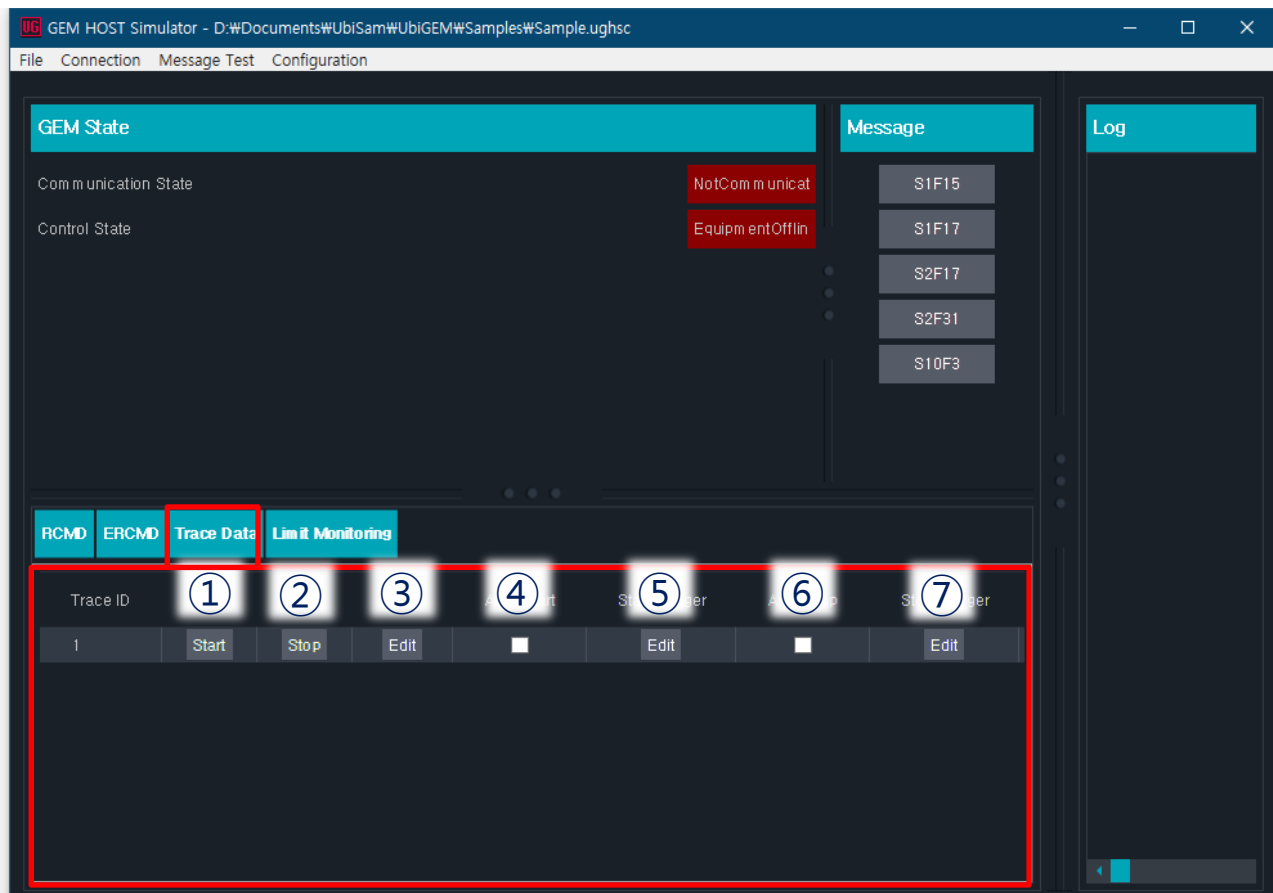 UG GEM HOST Simulator - D:₩Documents₩UbiSam₩UbiGEM₩Samples₩Sample.ughsc
File Connection Message Test Configuration
GEM State
Message
Log
Communication State
NotCommunicat
S1F15
Control State
EquipmentOfflin
S1F17
S2F17
S2F31
S10F3
RCMD ERCMD Trace Data Limit Monitoring
Trace ID ① ② ③ ④ ⑤ ⑥ ⑦
1 Start Stop Edit Edit Edit